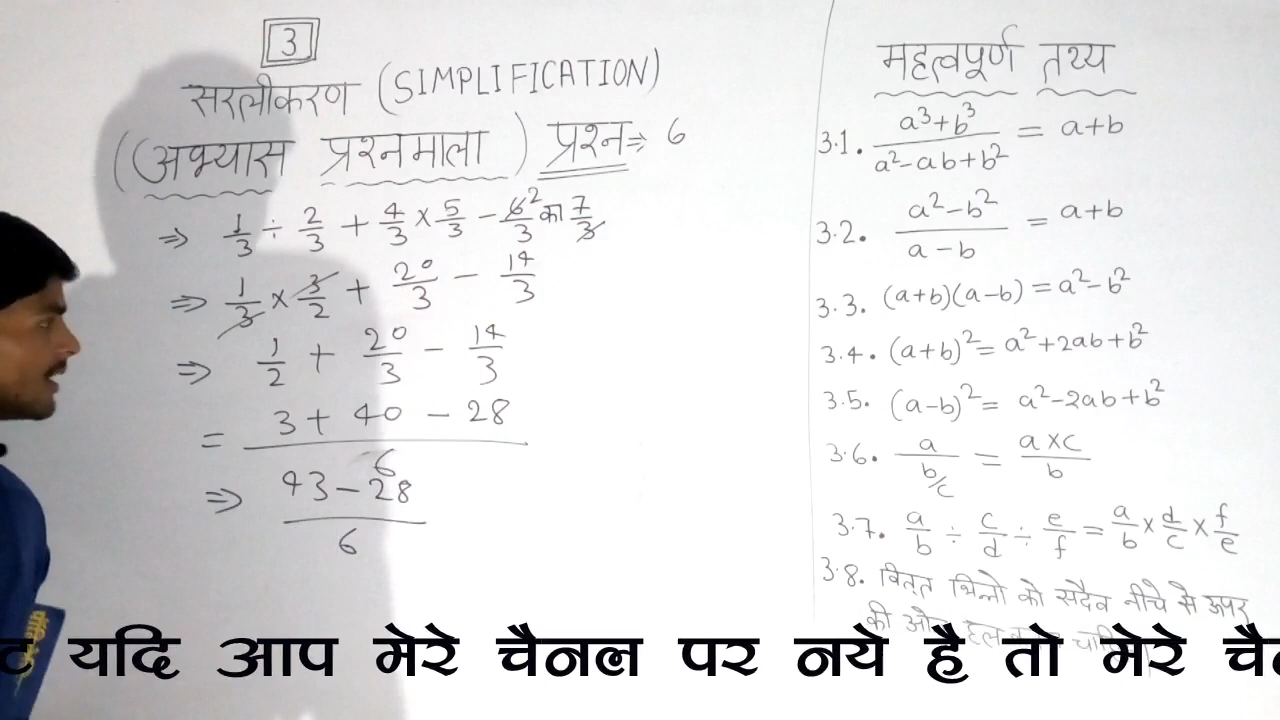 3
सरलीकरण (SIMPLIFICATION)
(अभ्यास प्रश्नमाला) प्रश्न⇒ 6
⇒ 1/3 ÷ 2/3 + 4/3 × 5/3 - 6²/3 का 7/3
⇒ 1/3 × 3/2 + 20/3 - 14/3
⇒ 1/2 + 20/3 - 14/3
= (3 + 40 - 28)/6
⇒ (43 - 28)/6
महत्वपूर्ण तथ्य
3.1. (a³+b³)/(a²-ab+b²) = a+b
3.2. (a²-b²)/(a-b) = a+b
3.3. (a+b)(a-b) = a²-b²
3.4. (a+b)² = a²+2ab+b²
3.5. (a-b)² = a²-2ab+b²
3.6. a/(b/c) = (a×c)/b
3.7. a/b ÷ c/d ÷ e/f = a/b × d/c × f/e
3.8. वितत भिन्नो को सदैव नीचे से ऊपर
की ओर हल
यदि आप मेरे चैनल पर नये है तो मेरे